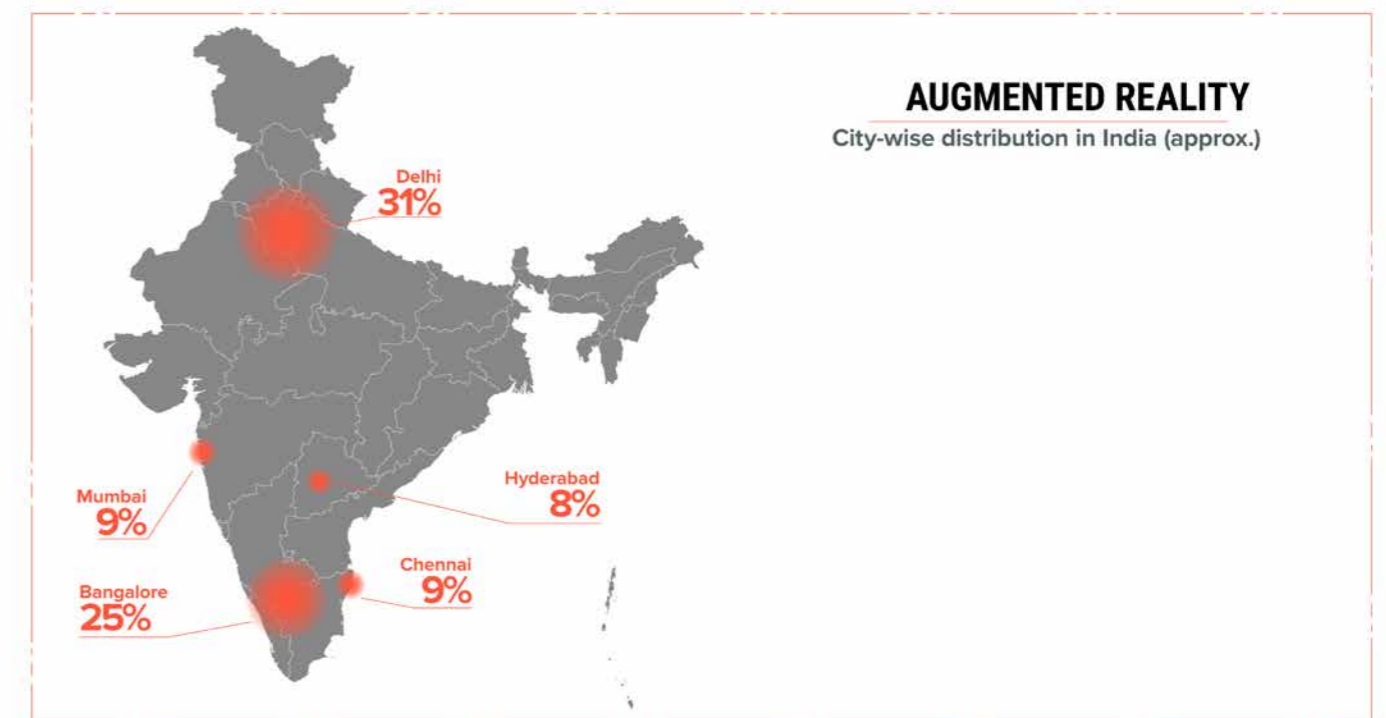 AUGMENTED REALITY
City-wise distribution in India (approx.)
Delhi
31%
Mumbai
9%
Hyderabad
8%
Chennai
9%
Bangalore
25%